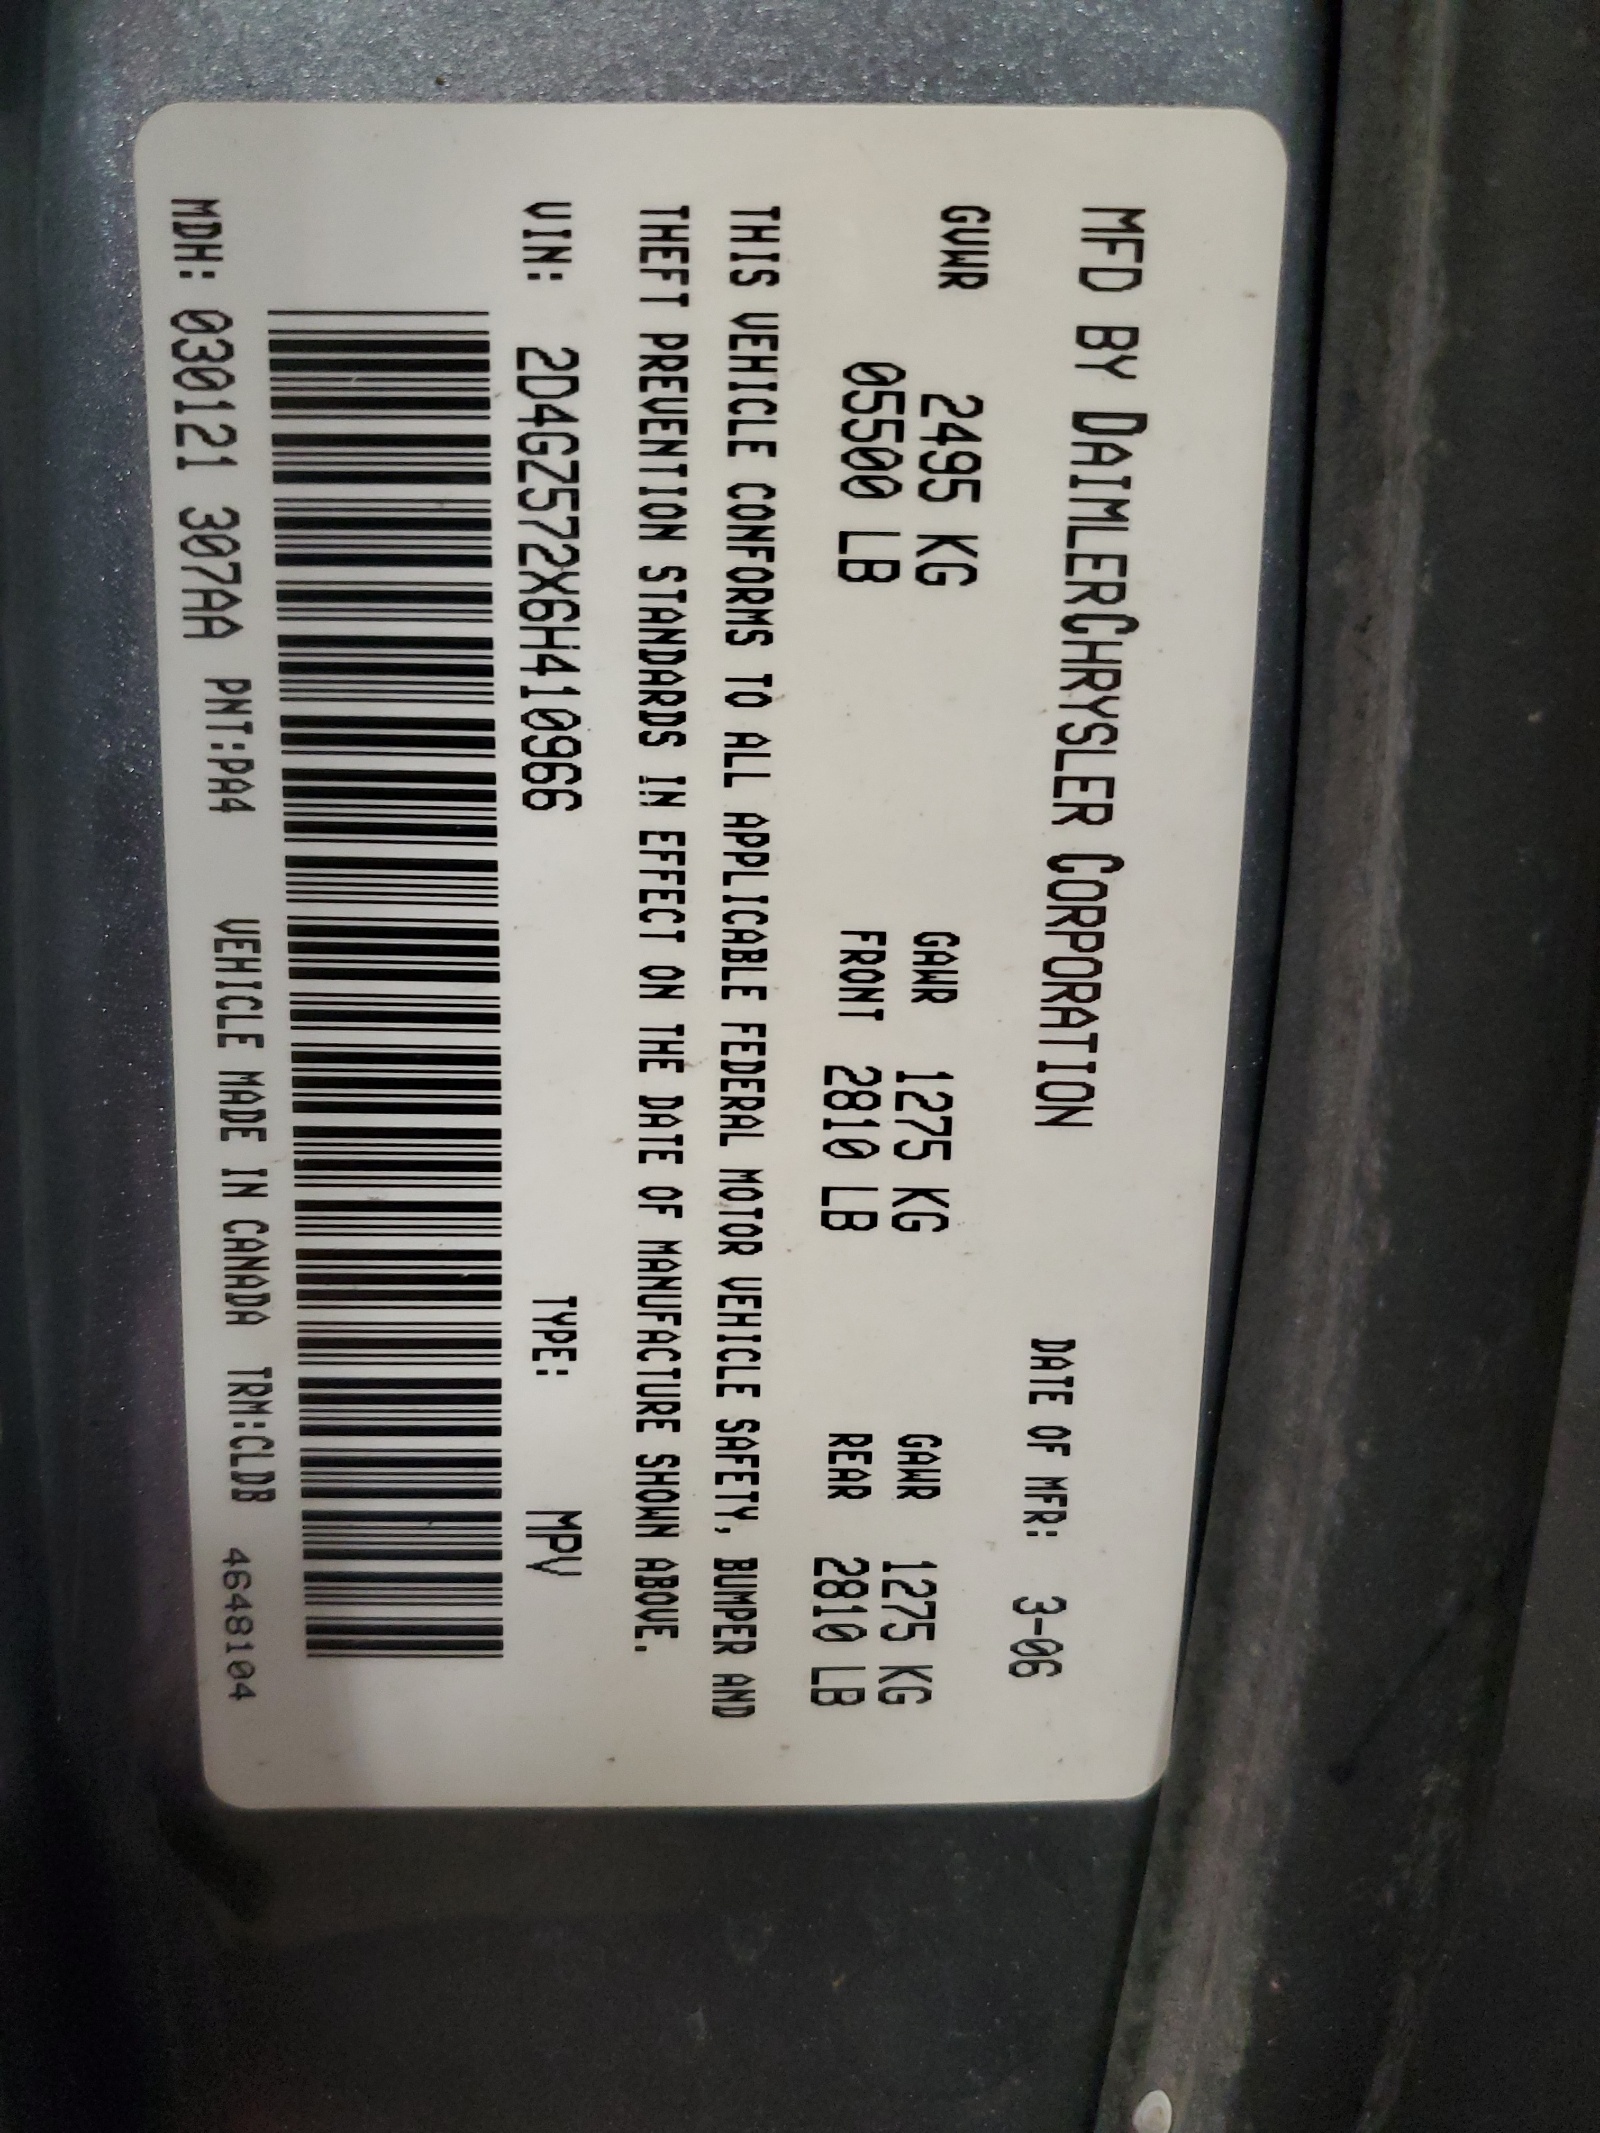 MFD BY DAIMLERCHRYSLER CORPORATION DATE OF MFR: 3-06
GVWR 2495 KG GAWR 1275 KG GAWR 1275 KG
05500 LB FRONT 2810 LB REAR 2810 LB
THIS VEHICLE CONFORMS TO ALL APPLICABLE FEDERAL MOTOR VEHICLE SAFETY, BUMPER AND
THEFT PREVENTION STANDARDS IN EFFECT ON THE DATE OF MANUFACTURE SHOWN ABOVE.
VIN: 2D4GZ572X6H410966 TYPE: MPV
MDH: 030121 307AA PNT:PA4 VEHICLE MADE IN CANADA TRM:CLDB 4648104